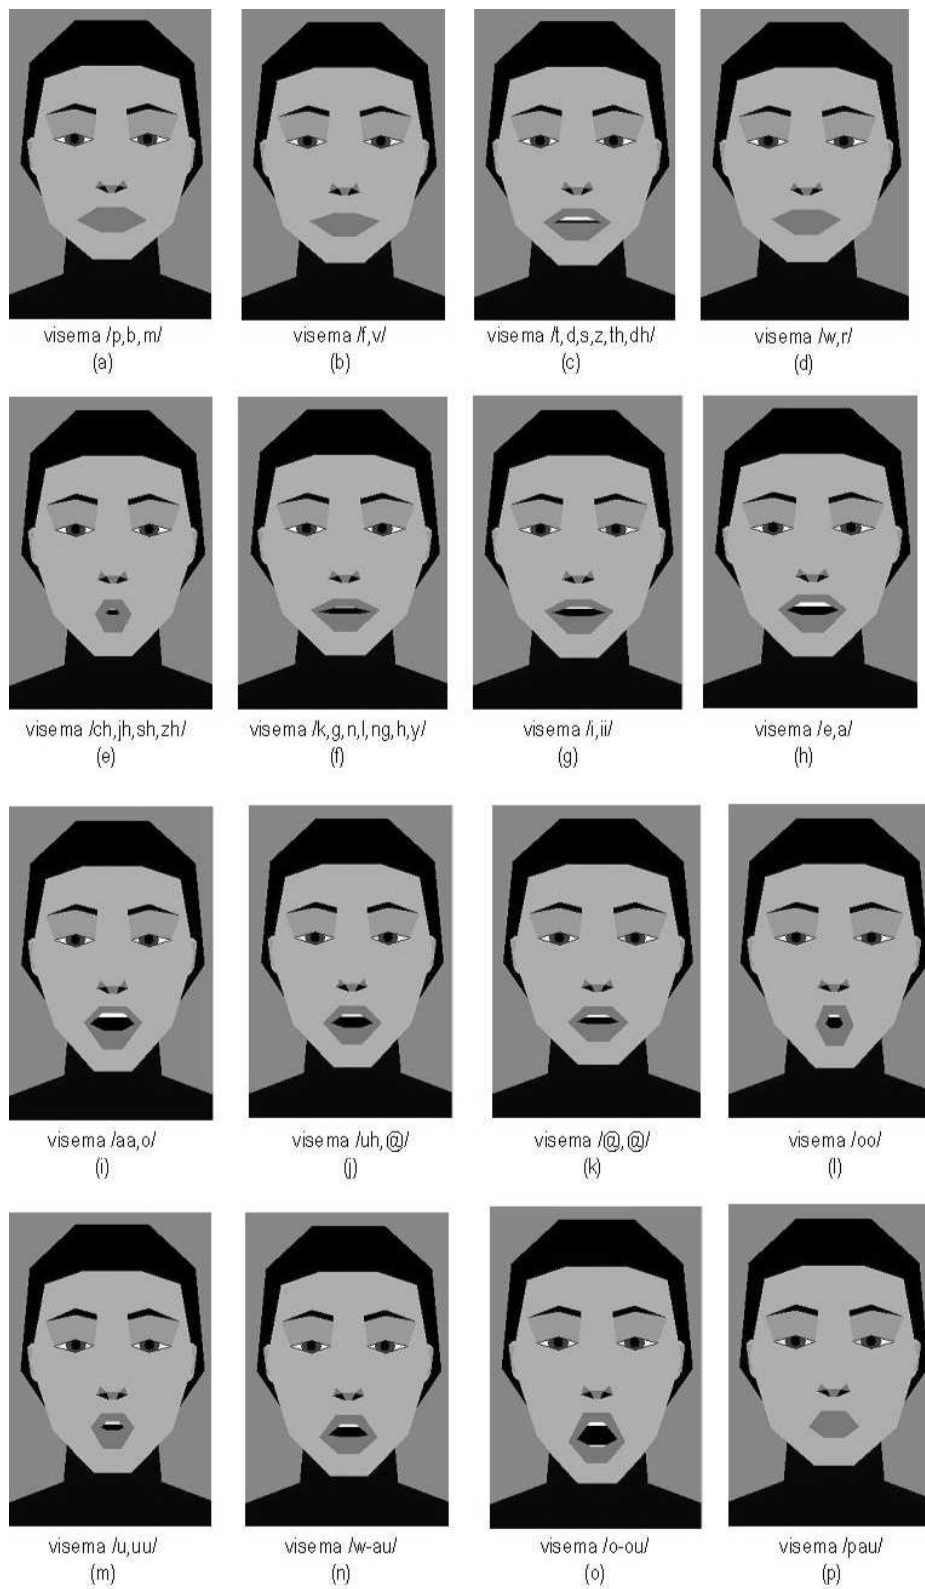 visema /p,b,m/
(a)
visema /f,v/
(b)
visema /t,d,s,z,th,dh/
(c)
visema /w,r/
(d)
visema /ch,jh,sh,zh/
(e)
visema /k,g,n,l,ng,h,y/
(f)
visema /i,ii/
(g)
visema /e,a/
(h)
visema /aa,o/
(i)
visema /uh,@/
(j)
visema /@,@/
(k)
visema /oo/
(l)
visema /u,uu/
(m)
visema /w-au/
(n)
visema /o-ou/
(o)
visema /pau/
(p)